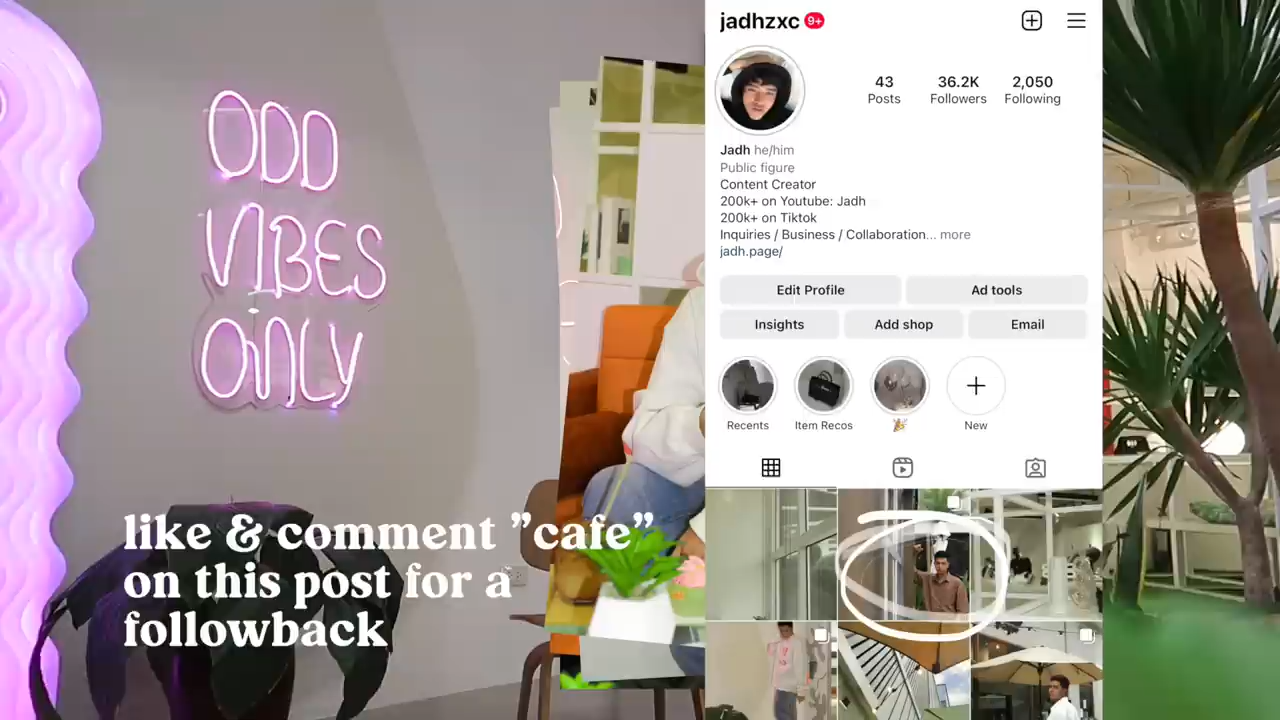 ODD
VIBES
ONLY
like & comment ”cafe”
on this post for a
followback
jadhzxc 9+
43
Posts
36.2K
Followers
2,050
Following
Jadh he/him
Public figure
Content Creator
200k+ on Youtube: Jadh
200k+ on Tiktok
Inquiries / Business / Collaboration... more
jadh.page/
Edit Profile
Ad tools
Insights
Add shop
Email
Recents
Item Recos
New